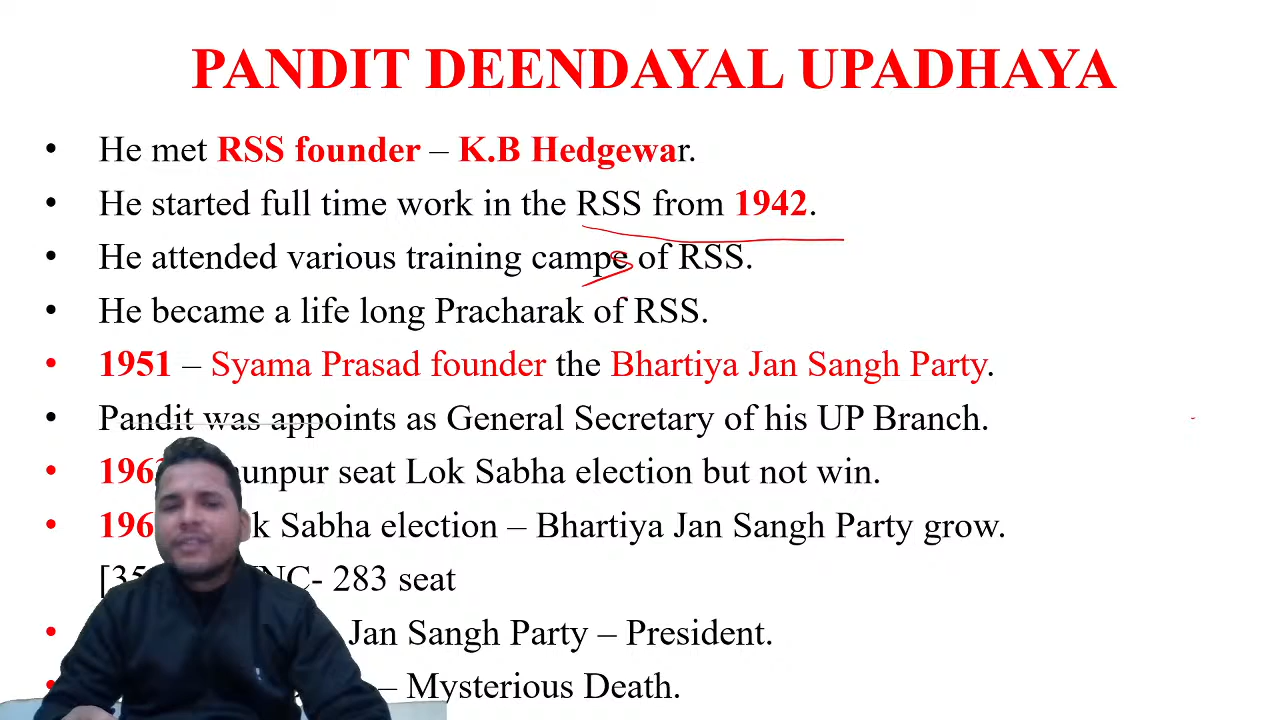 PANDIT DEENDAYAL UPADHAYA
• He met RSS founder – K.B Hedgewar.
• He started full time work in the RSS from 1942.
• He attended various training camps of RSS.
• He became a life long Pracharak of RSS.
• 1951 – Syama Prasad founder the Bhartiya Jan Sangh Party.
• Pandit was appoints as General Secretary of his UP Branch.
• seat Lok Sabha election but not win.
• Sabha election – Bhartiya Jan Sangh Party grow.
283 seat
• Jan Sangh Party – President.
• – Mysterious Death.